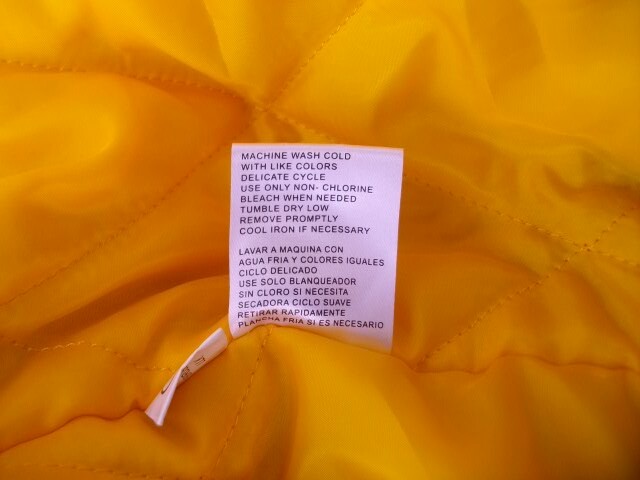 MACHINE WASH COLD
WITH LIKE COLORS
DELICATE CYCLE
USE ONLY NON- CHLORINE
BLEACH WHEN NEEDED
TUMBLE DRY LOW
REMOVE PROMPTLY
COOL IRON IF NECESSARY
LAVAR A MAQUINA CON
AGUA FRIA Y COLORES IGUALES
CICLO DELICADO
USE SOLO BLANQUEADOR
SIN CLORO SI NECESITA
SECADORA CICLO SUAVE
RETIRAR RAPIDAMENTE
PLANCHA FRIA SI ES NECESARIO